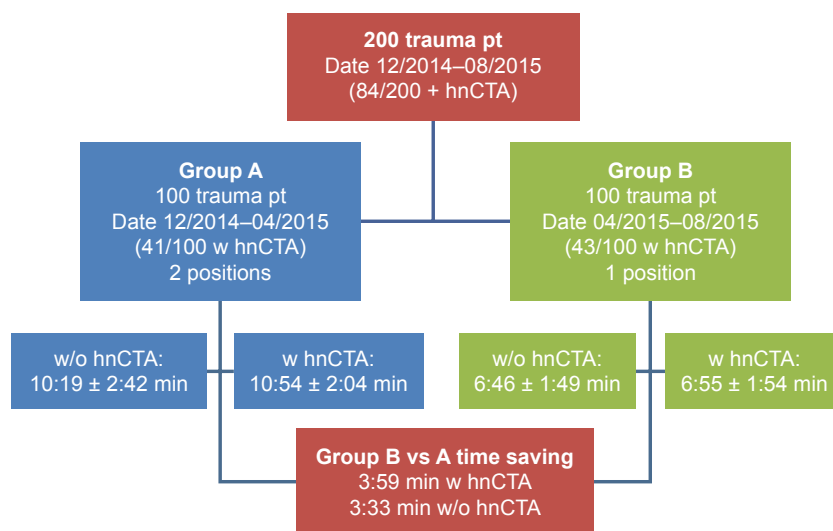 200 trauma pt
Date 12/2014–08/2015
(84/200 + hnCTA)
Group A
100 trauma pt
Date 12/2014–04/2015
(41/100 w hnCTA)
2 positions
Group B
100 trauma pt
Date 04/2015–08/2015
(43/100 w hnCTA)
1 position
w/o hnCTA:
10:19 ± 2:42 min
w hnCTA:
10:54 ± 2:04 min
w/o hnCTA:
6:46 ± 1:49 min
w hnCTA:
6:55 ± 1:54 min
Group B vs A time saving
3:59 min w hnCTA
3:33 min w/o hnCTA